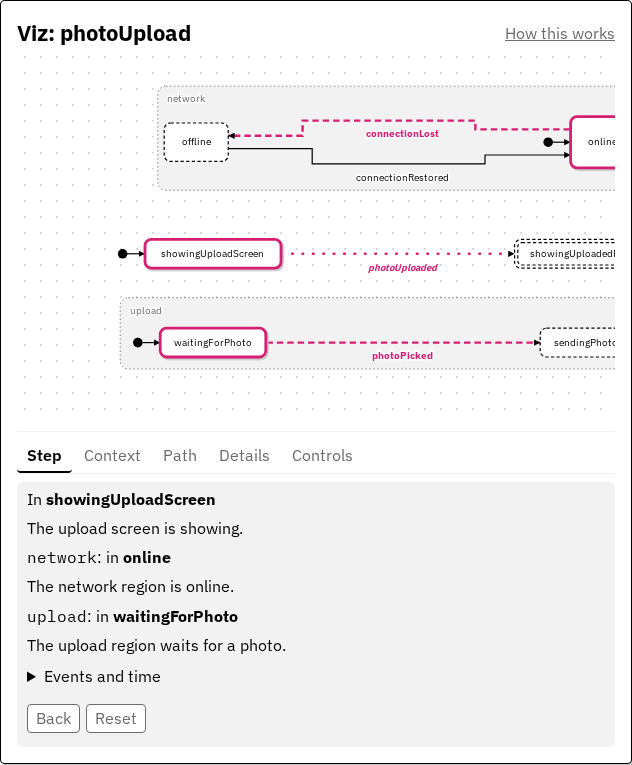 Viz: photoUpload
How this works
network
offline
connectionLost
online
connectionRestored
showingUploadScreen
photoUploaded
upload
waitingForPhoto
photoPicked
Step Context Path Details Controls
In showingUploadScreen
The upload screen is showing.
network: in online
The network region is online.
upload: in waitingForPhoto
The upload region waits for a photo.
Events and time
Back Reset